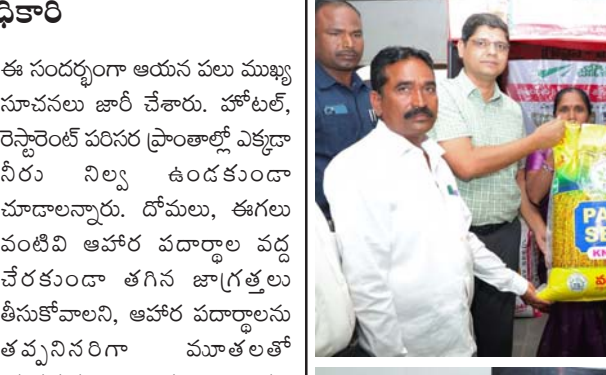 ఈ సందర్భంగా ఆయన పలు ముఖ్య
సూచనలు జారీ చేశారు. హోటల్,
రెస్టారెంట్ పరిసర ప్రాంతాల్లో ఎక్కడా
నీరు నిల్వ ఉండకుండా
చూడాలన్నారు. దోమలు, ఈగలు
వంటివి ఆహార పదార్థాల వద్ద
చేరకుండా తగిన జాగ్రత్తలు
తీసుకోవాలని, ఆహార పదార్థాలను
తప్పనిసరిగా మూతలతో
KN